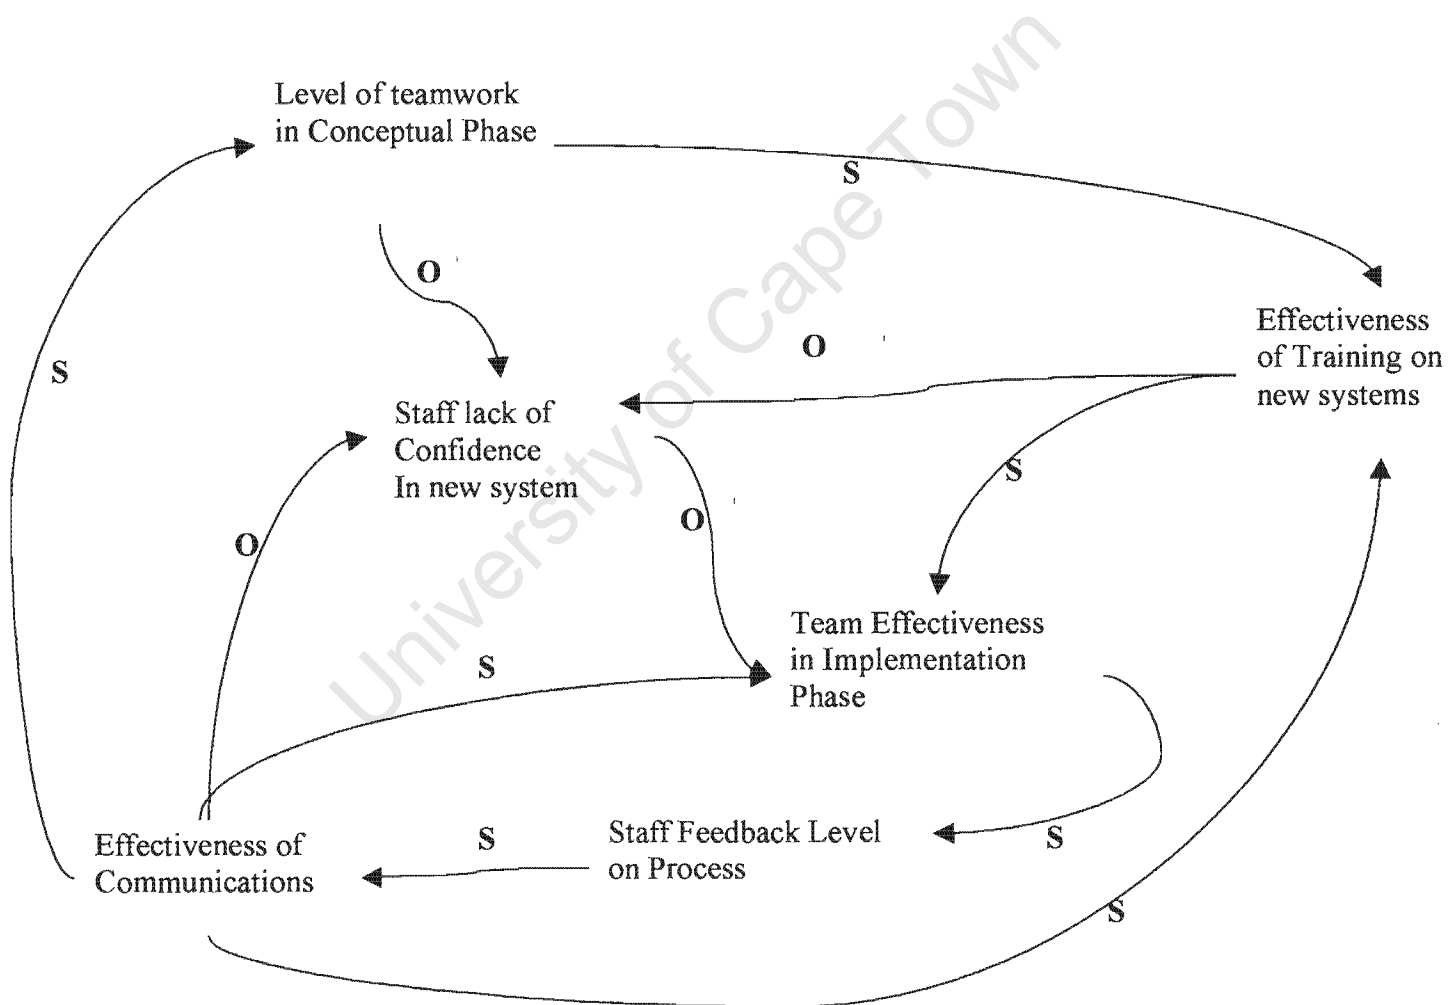 Level of teamwork
in Conceptual Phase
S
O
Effectiveness
of Training on
new systems
O
S
Staff lack of
Confidence
In new system
S
O
O
Team Effectiveness
in Implementation
Phase
S
Effectiveness of
Communications
S
Staff Feedback Level
on Process
S
S
University of Cape Town